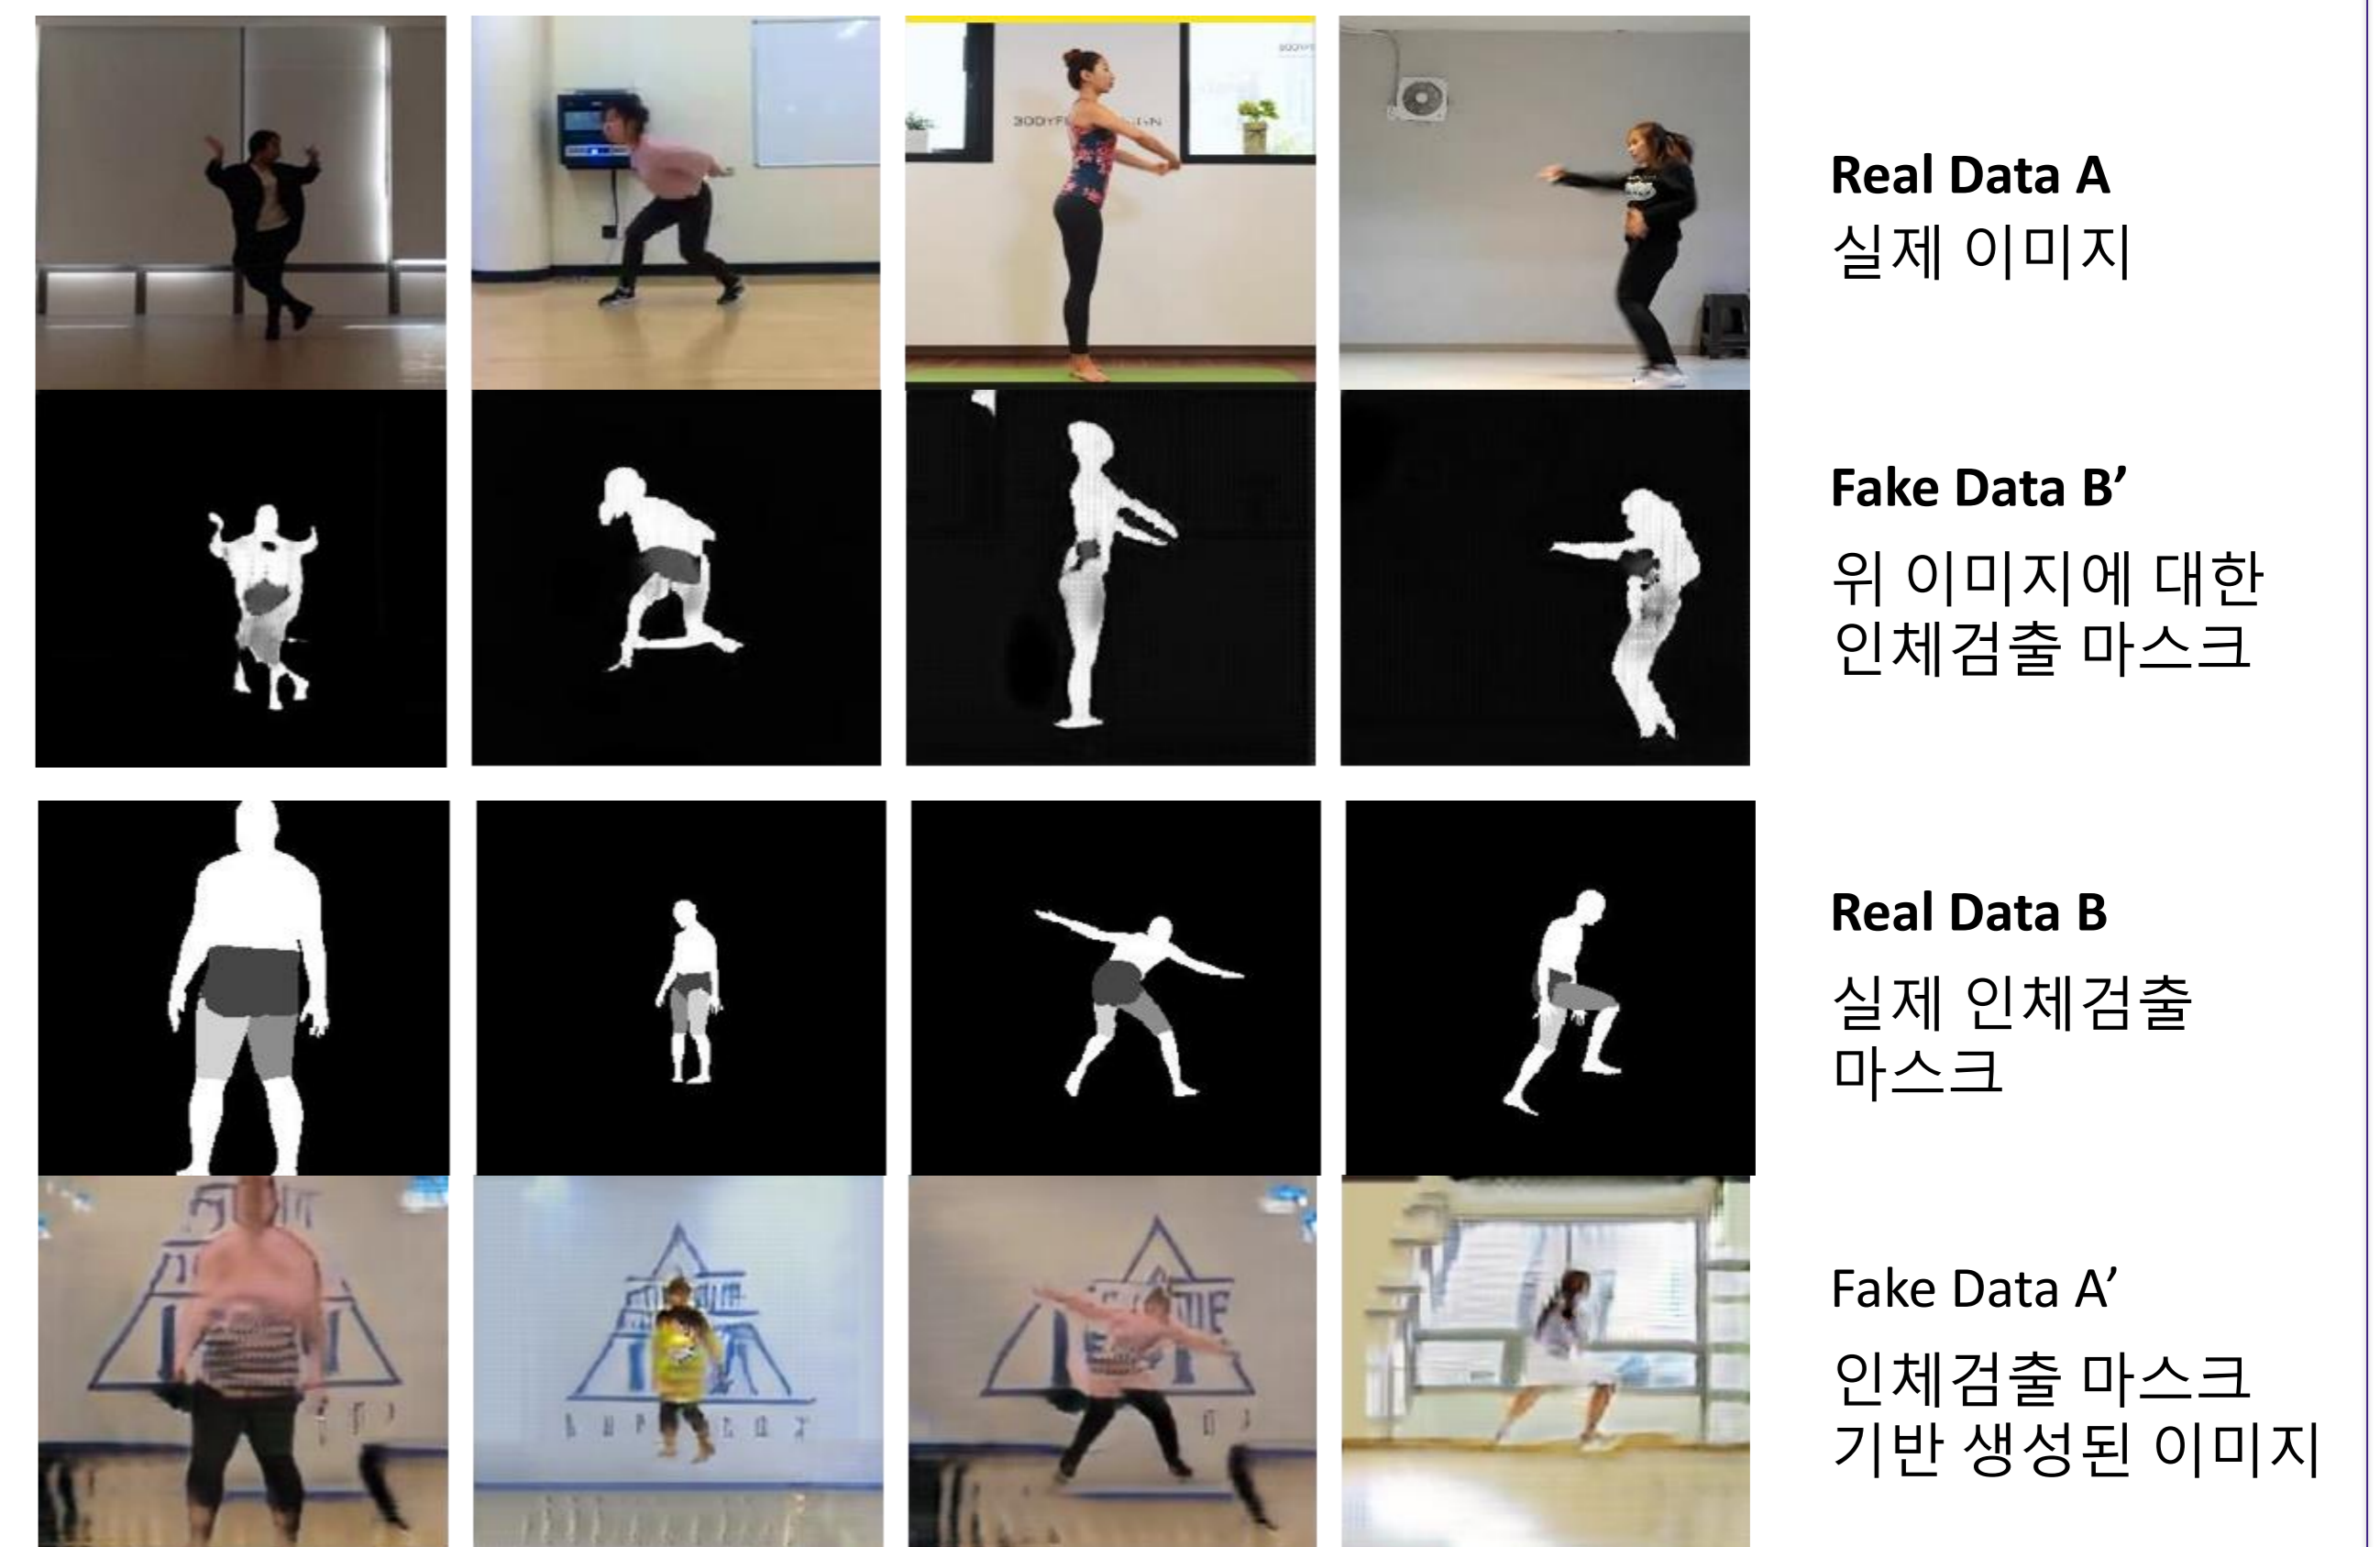 Real Data A
실제 이미지
Fake Data B’
위 이미지에 대한
인체검출 마스크
Real Data B
실제 인체검출
마스크
Fake Data A’
인체검출 마스크
기반 생성된 이미지